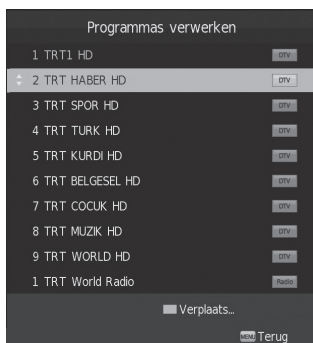 Programmas verwerken
1 TRT1 HD DTV
2 TRT HABER HD DTV
3 TRT SPOR HD DTV
4 TRT TURK HD DTV
5 TRT KURDI HD DTV
6 TRT BELGESEL HD DTV
7 TRT COCUK HD DTV
8 TRT MUZIK HD DTV
9 TRT WORLD HD DTV
1 TRT World Radio Radio
Verplaats...
MENU Terug